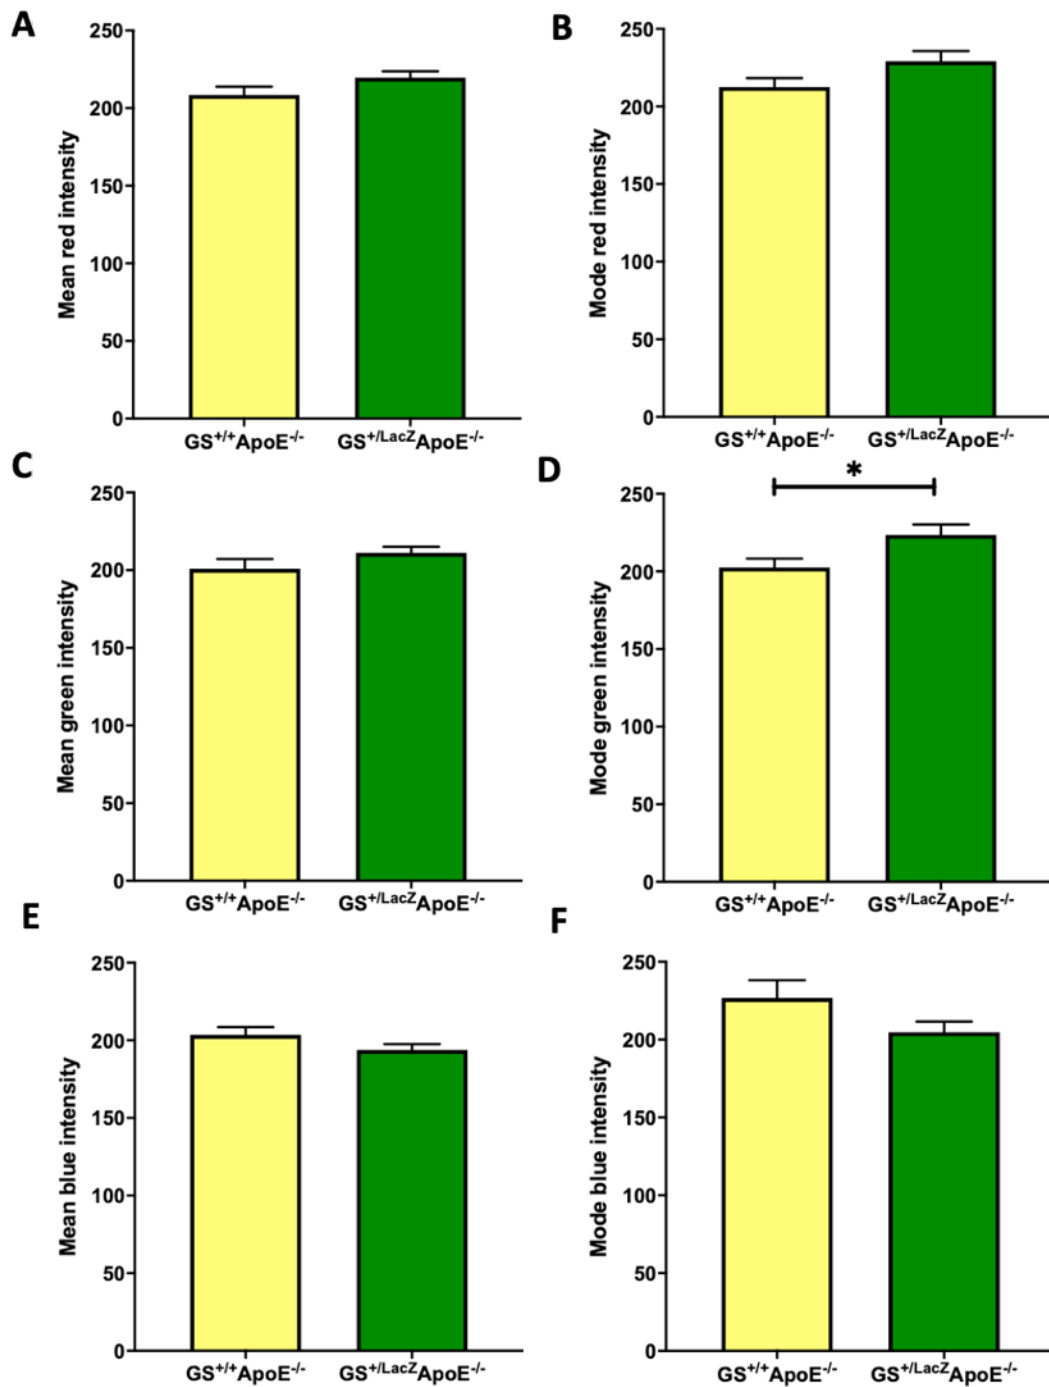 A
Mean red intensity
250
200
150
100
50
0
GS+/+ApoE-/- GS+/LacZApoE-/-
B
Mode red intensity
250
200
150
100
50
0
GS+/+ApoE-/- GS+/LacZApoE-/-
C
Mean green intensity
250
200
150
100
50
0
GS+/+ApoE-/- GS+/LacZApoE-/-
D
*
Mode green intensity
250
200
150
100
50
0
GS+/+ApoE-/- GS+/LacZApoE-/-
E
Mean blue intensity
250
200
150
100
50
0
GS+/+ApoE-/- GS+/LacZApoE-/-
F
Mode blue intensity
250
200
150
100
50
0
GS+/+ApoE-/- GS+/LacZApoE-/-